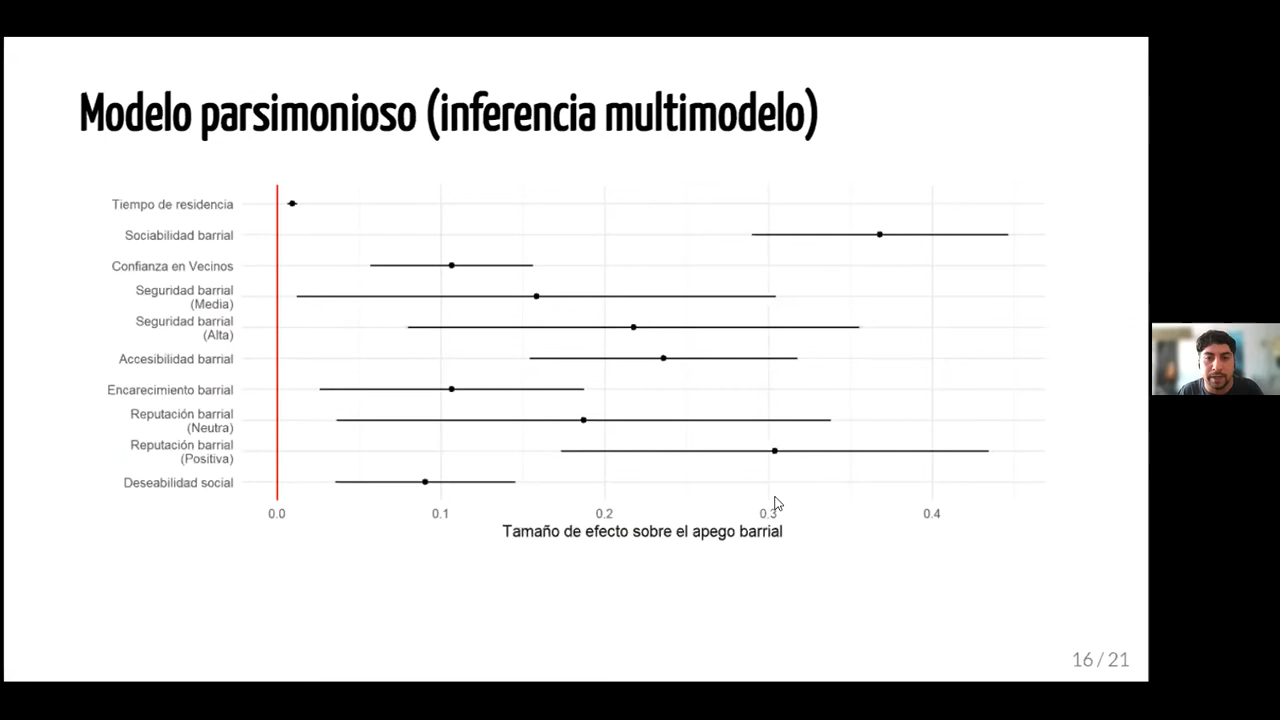 Modelo parsimonioso (inferencia multimodelo)
Tiempo de residencia
Sociabilidad barrial
Confianza en Vecinos
Seguridad barrial
(Media)
Seguridad barrial
(Alta)
Accesibilidad barrial
Encarecimiento barrial
Reputación barrial
(Neutra)
Reputación barrial
(Positiva)
Deseabilidad social
0.0 0.1 0.2 0.3 0.4
Tamaño de efecto sobre el apego barrial
16 / 21